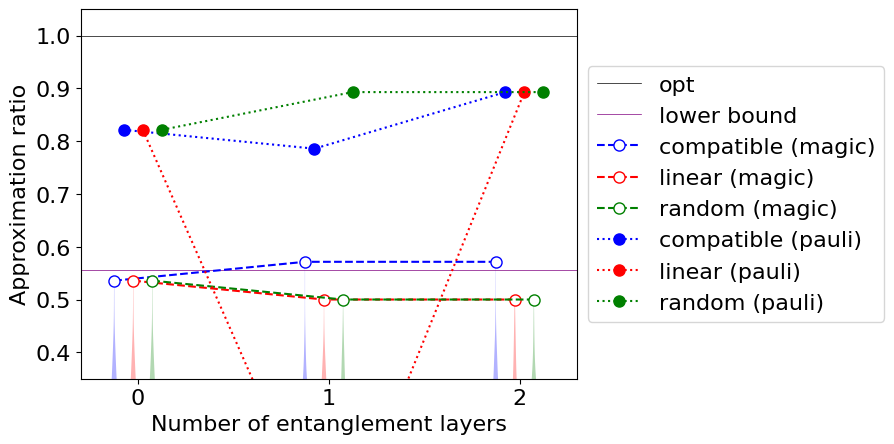 1.0
0.9
0.8
0.7
0.6
0.5
0.4
Approximation ratio
0 1 2
Number of entanglement layers
opt
lower bound
compatible (magic)
linear (magic)
random (magic)
compatible (pauli)
linear (pauli)
random (pauli)